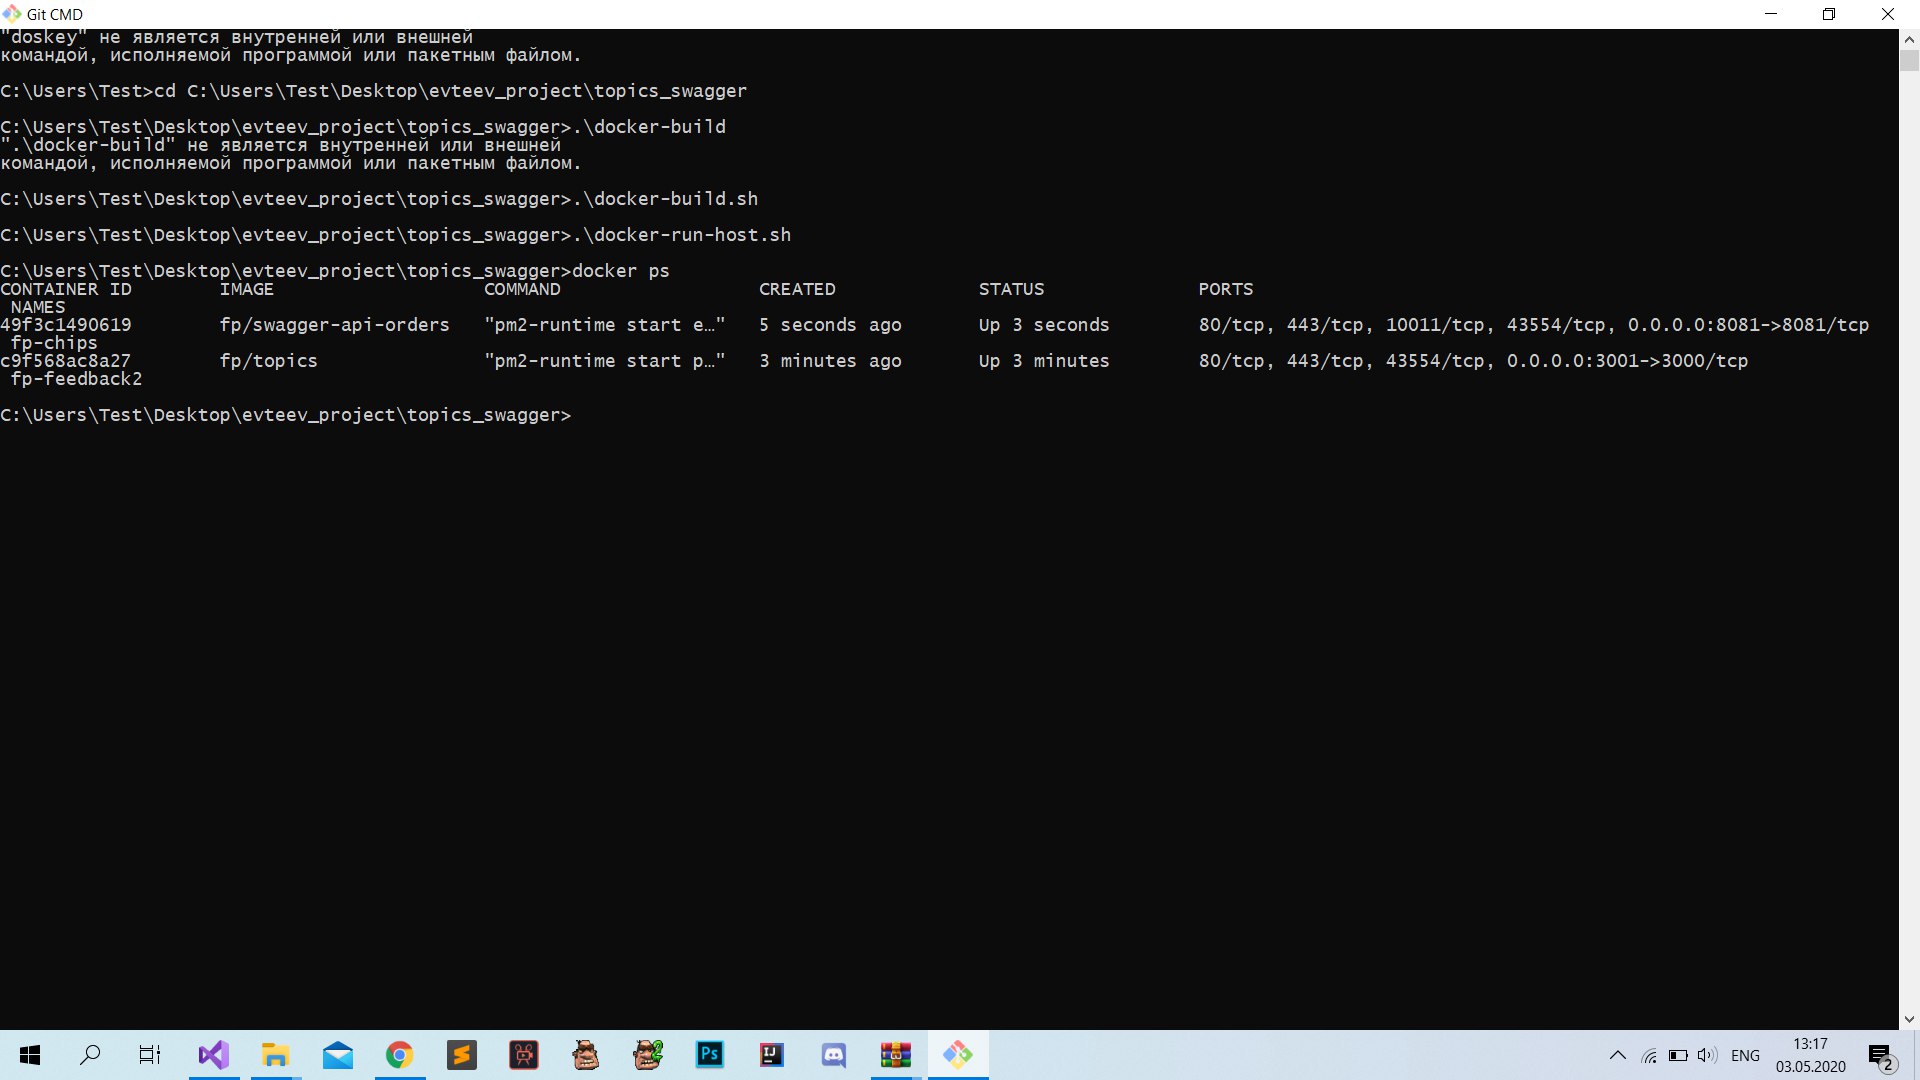 Git CMD
"doskey" не является внутренней или внешней
командой, исполняемой программой или пакетным файлом.
C:\Users\Test>cd C:\Users\Test\Desktop\evteev_project\topics_swagger
C:\Users\Test\Desktop\evteev_project\topics_swagger>.\docker-build
".\docker-build" не является внутренней или внешней
командой, исполняемой программой или пакетным файлом.
C:\Users\Test\Desktop\evteev_project\topics_swagger>.\docker-build.sh
C:\Users\Test\Desktop\evteev_project\topics_swagger>.\docker-run-host.sh
C:\Users\Test\Desktop\evteev_project\topics_swagger>docker ps
CONTAINER ID        IMAGE                   COMMAND                  CREATED             STATUS              PORTS
 NAMES
49f3c1490619        fp/swagger-api-orders   "pm2-runtime start e…"   5 seconds ago       Up 3 seconds        80/tcp, 443/tcp, 10011/tcp, 43554/tcp, 0.0.0.0:8081->8081/tcp
 fp-chips
c9f568ac8a27        fp/topics               "pm2-runtime start p…"   3 minutes ago       Up 3 minutes        80/tcp, 443/tcp, 43554/tcp, 0.0.0.0:3001->3000/tcp
 fp-feedback2
C:\Users\Test\Desktop\evteev_project\topics_swagger>
Ps
IJ
ENG
13:17
03.05.2020
2